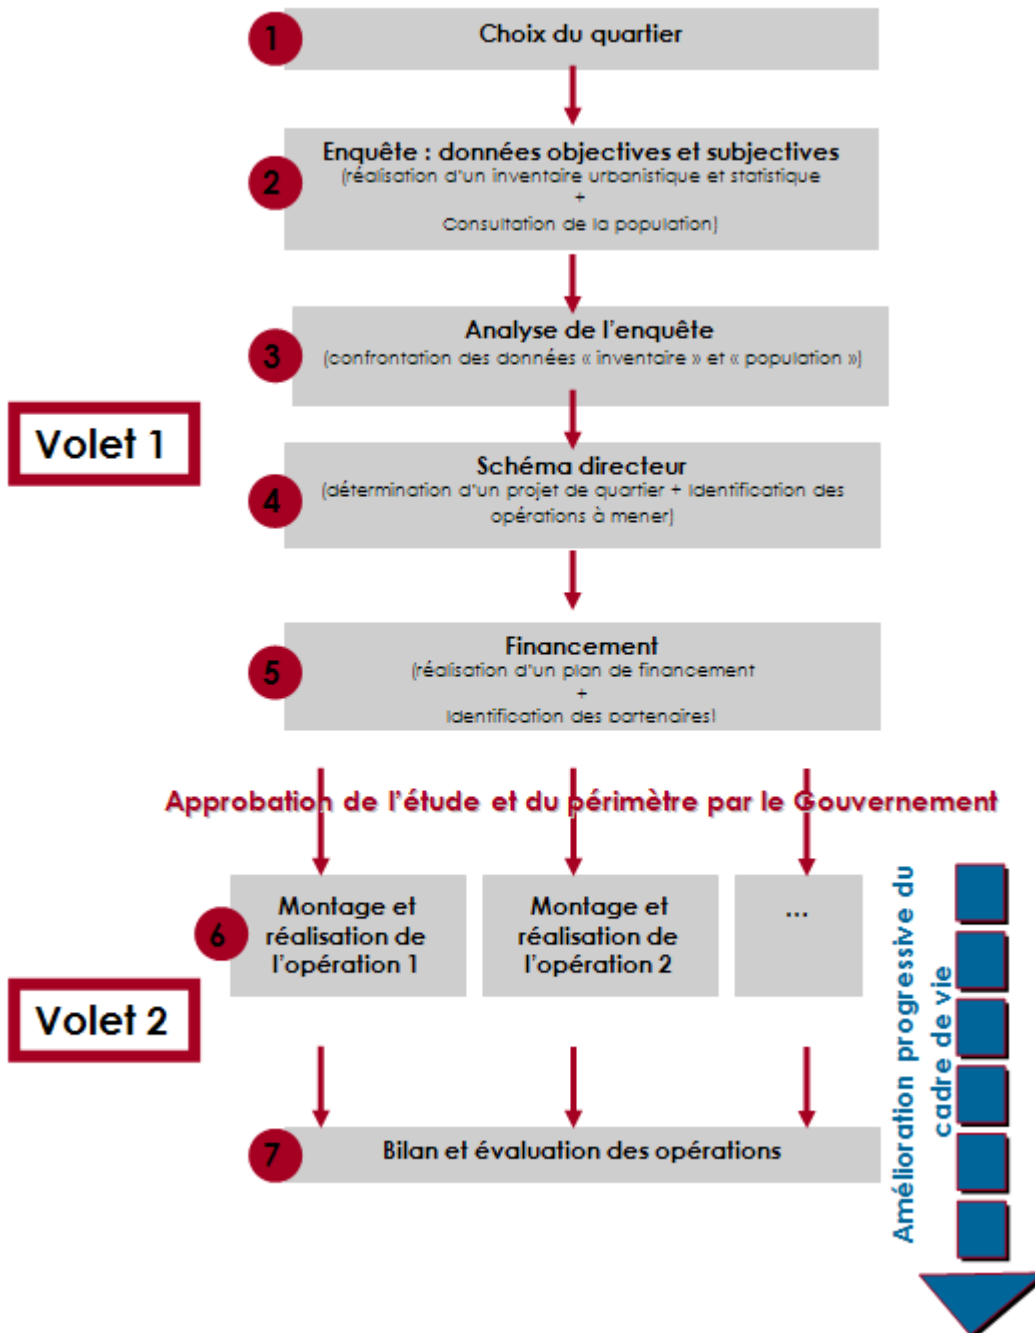 1
Choix du quartier
2
Enquête : données objectives et subjectives
(réalisation d'un inventaire urbanistique et statistique
+
Consultation de la population)
3
Analyse de l'enquête
(confrontation des données « inventaire » et « population »)
Volet 1
4
Schéma directeur
(détermination d'un projet de quartier + Identification des
opérations à mener)
5
Financement
(réalisation d'un plan de financement
+
Identification des partenaires)
Approbation de l'étude et du périmètre par le Gouvernement
6
Montage et
réalisation de
l'opération 1
Montage et
réalisation de
l'opération 2
...
Volet 2
7
Bilan et évaluation des opérations
Amélioration progressive du
cadre de vie